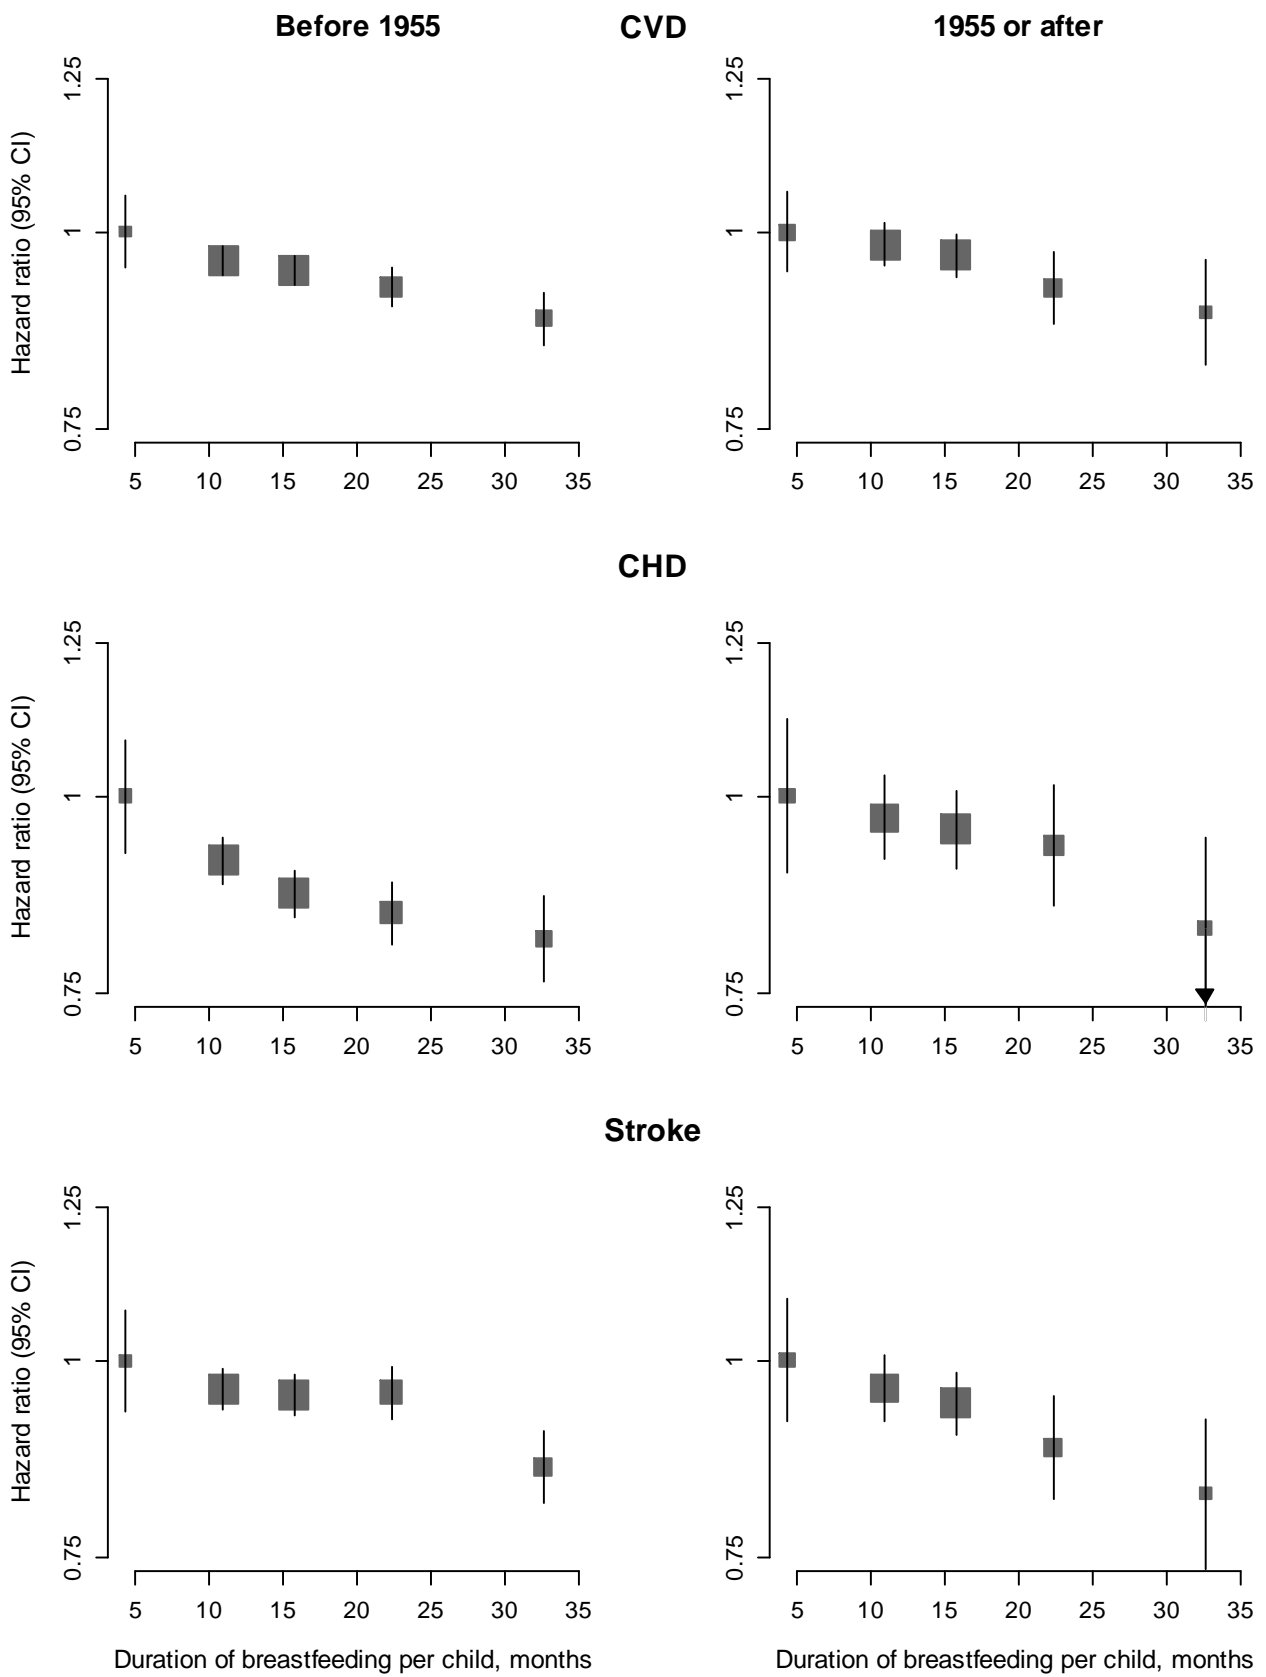 Before 1955 CVD 1955 or after
Hazard ratio (95% CI)
1.25
1
0.75
5 10 15 20 25 30 35
1.25
1
0.75
5 10 15 20 25 30 35
CHD
Hazard ratio (95% CI)
1.25
1
0.75
5 10 15 20 25 30 35
1.25
1
0.75
5 10 15 20 25 30 35
Stroke
Hazard ratio (95% CI)
1.25
1
0.75
5 10 15 20 25 30 35
Duration of breastfeeding per child, months
1.25
1
0.75
5 10 15 20 25 30 35
Duration of breastfeeding per child, months